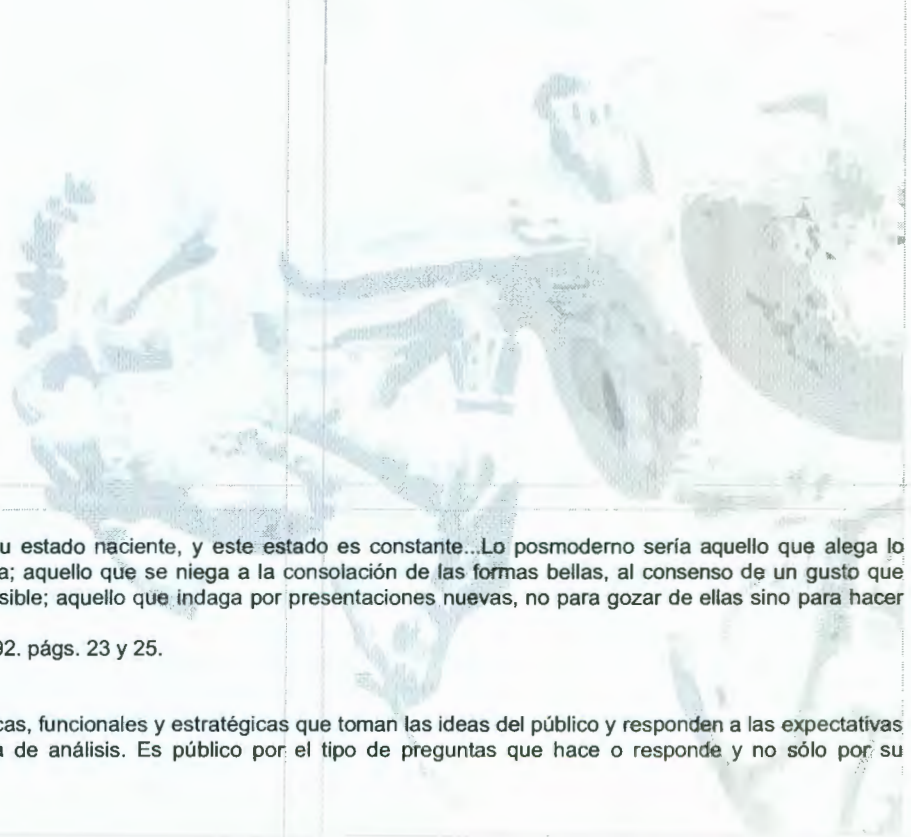 u estado naciente, y este estado es constante...Lo posmoderno sería aquello que alega lo
a; aquello que se niega a la consolación de las formas bellas, al consenso de un gusto que
sible; aquello que indaga por presentaciones nuevas, no para gozar de ellas sino para hacer
92. págs. 23 y 25.
cas, funcionales y estratégicas que toman las ideas del público y responden a las expectativas
a de análisis. Es público por el tipo de preguntas que hace o responde y no sólo por su